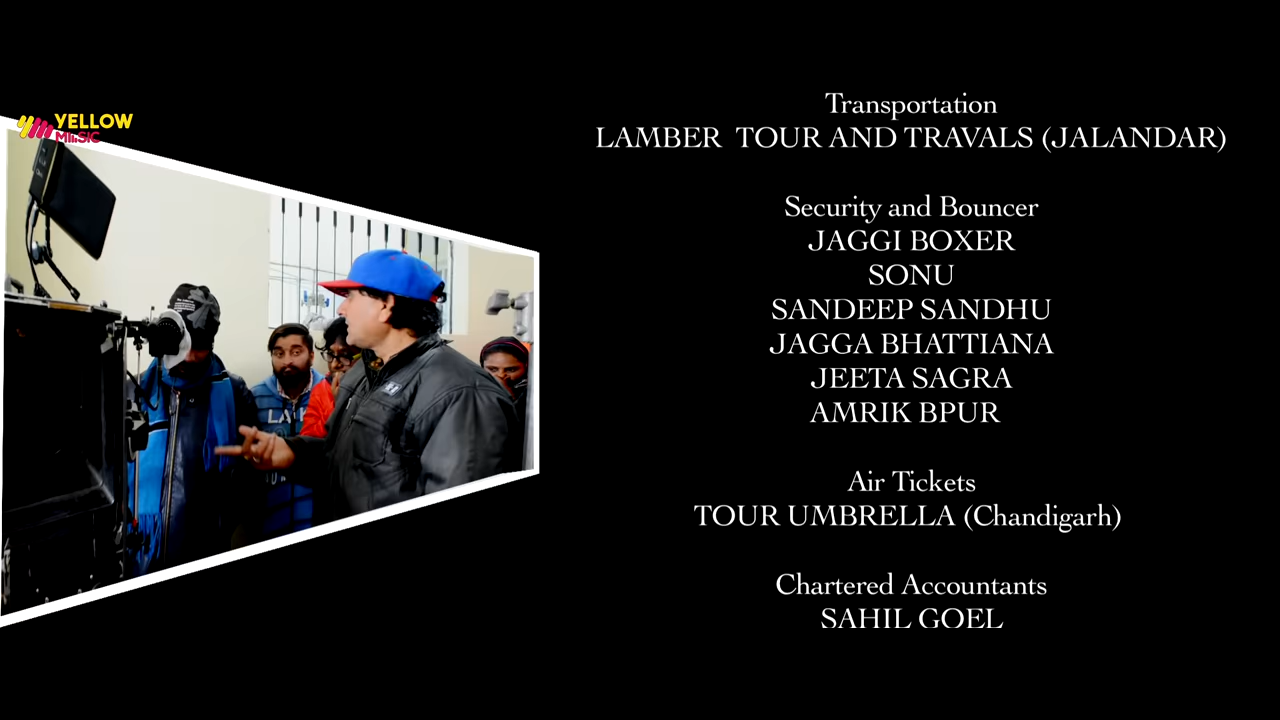 YELLOW
MUSIC
Transportation
LAMBER TOUR AND TRAVALS (JALANDAR)
Security and Bouncer
JAGGI BOXER
SONU
SANDEEP SANDHU
JAGGA BHATTIANA
JEETA SAGRA
AMRIK BPUR
Air Tickets
TOUR UMBRELLA (Chandigarh)
Chartered Accountants
SAHIL GOEL